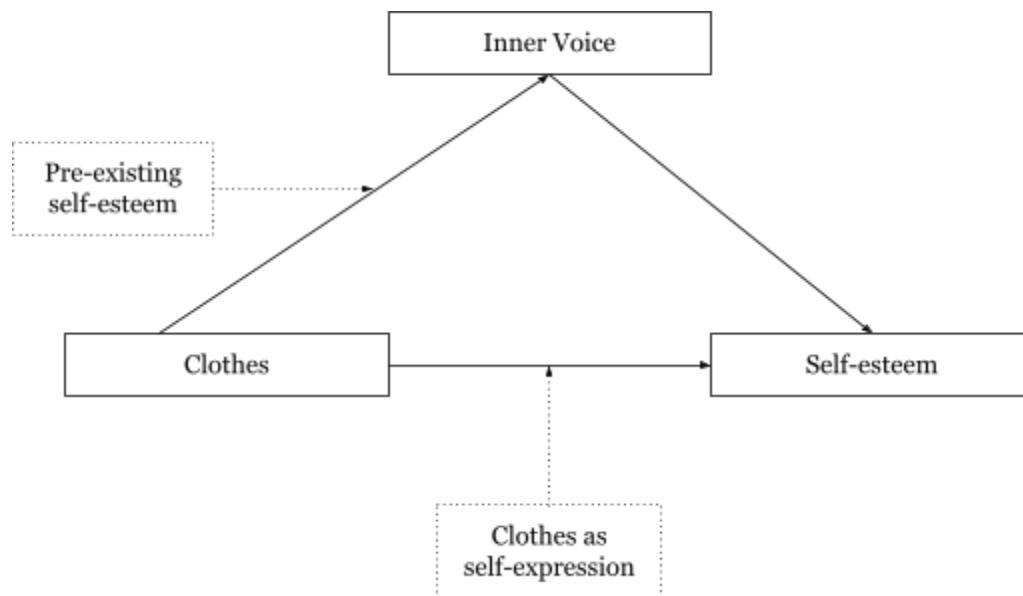 Inner Voice
Pre-existing
self-esteem
Clothes
Self-esteem
Clothes as
self-expression